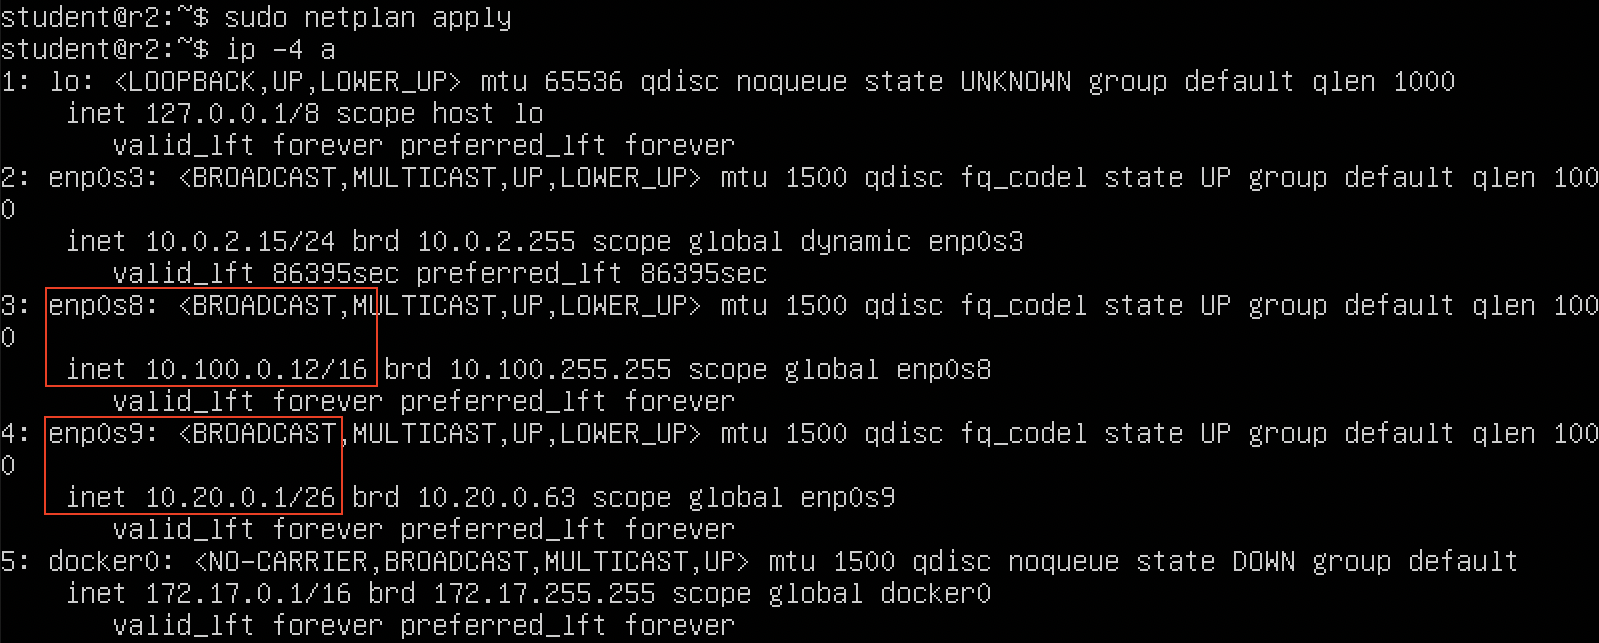 student@r2:~$ sudo netplan apply
student@r2:~$ ip -4 a
1: lo: <LOOPBACK,UP,LOWER_UP> mtu 65536 qdisc noqueue state UNKNOWN group default qlen 1000
    inet 127.0.0.1/8 scope host lo
       valid_lft forever preferred_lft forever
2: enp0s3: <BROADCAST,MULTICAST,UP,LOWER_UP> mtu 1500 qdisc fq_codel state UP group default qlen 100
0
    inet 10.0.2.15/24 brd 10.0.2.255 scope global dynamic enp0s3
       valid_lft 86395sec preferred_lft 86395sec
3: enp0s8: <BROADCAST,MULTICAST,UP,LOWER_UP> mtu 1500 qdisc fq_codel state UP group default qlen 100
0
    inet 10.100.0.12/16 brd 10.100.255.255 scope global enp0s8
       valid_lft forever preferred_lft forever
4: enp0s9: <BROADCAST,MULTICAST,UP,LOWER_UP> mtu 1500 qdisc fq_codel state UP group default qlen 100
0
    inet 10.20.0.1/26 brd 10.20.0.63 scope global enp0s9
       valid_lft forever preferred_lft forever
5: docker0: <NO-CARRIER,BROADCAST,MULTICAST,UP> mtu 1500 qdisc noqueue state DOWN group default
    inet 172.17.0.1/16 brd 172.17.255.255 scope global docker0
       valid_lft forever preferred_lft forever